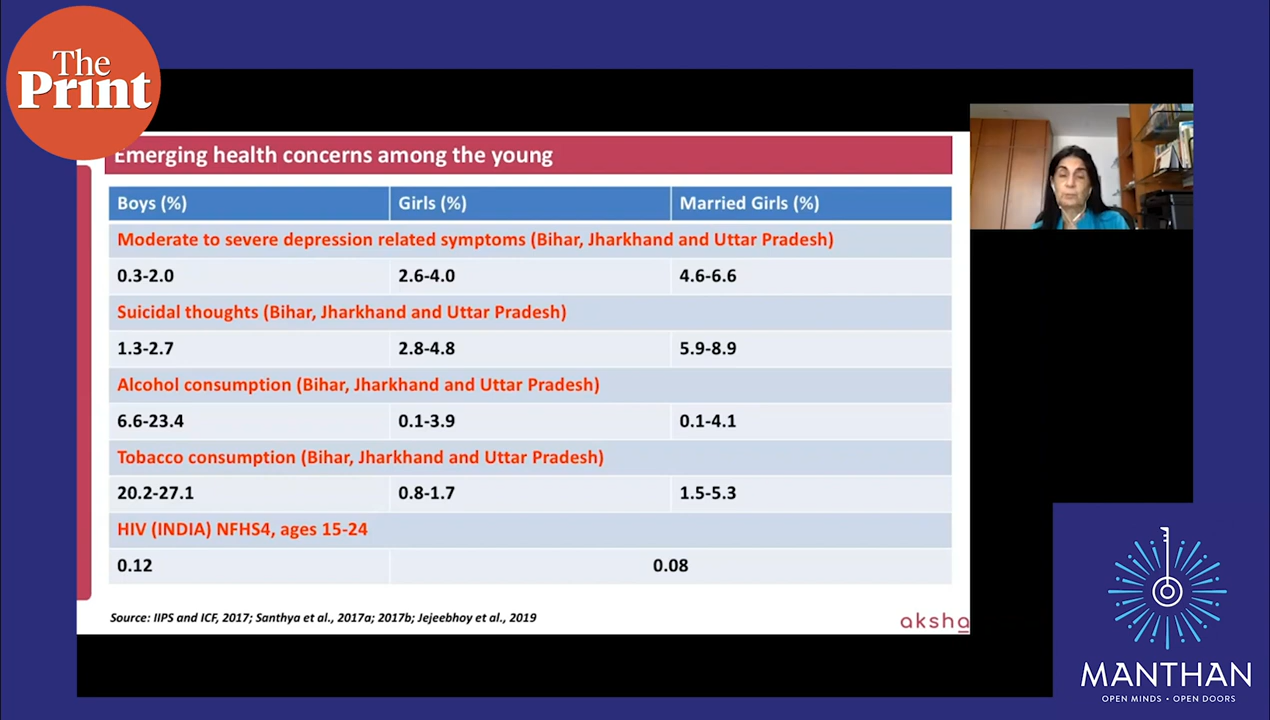 The
Print
Emerging health concerns among the young
Boys (%) Girls (%) Married Girls (%)
Moderate to severe depression related symptoms (Bihar, Jharkhand and Uttar Pradesh)
0.3-2.0 2.6-4.0 4.6-6.6
Suicidal thoughts (Bihar, Jharkhand and Uttar Pradesh)
1.3-2.7 2.8-4.8 5.9-8.9
Alcohol consumption (Bihar, Jharkhand and Uttar Pradesh)
6.6-23.4 0.1-3.9 0.1-4.1
Tobacco consumption (Bihar, Jharkhand and Uttar Pradesh)
20.2-27.1 0.8-1.7 1.5-5.3
HIV (INDIA) NFHS4, ages 15-24
0.12 0.08
Source: IIPS and ICF, 2017; Santhya et al., 2017a; 2017b; Jejeebhoy et al., 2019
aksha
MANTHAN
OPEN MINDS • OPEN DOORS